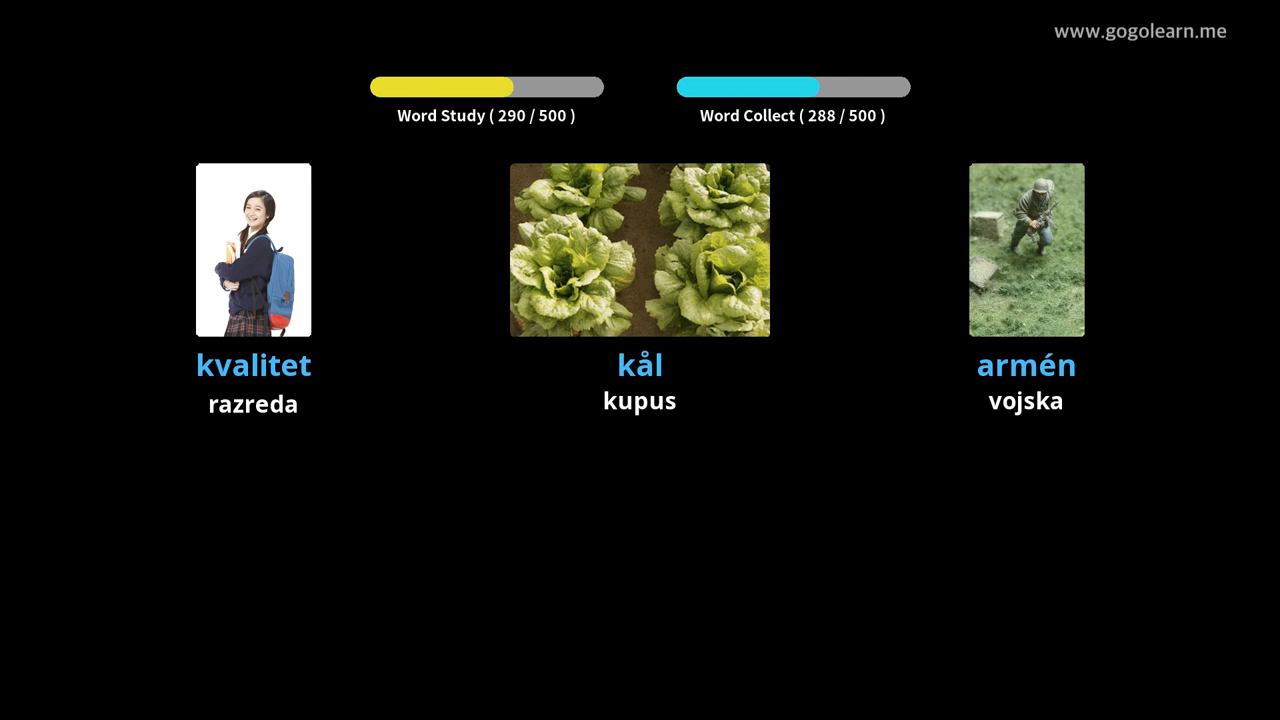 www.gogolearn.me
Word Study ( 290 / 500 )
Word Collect ( 288 / 500 )
kvalitet
razreda
kål
kupus
armén
vojska